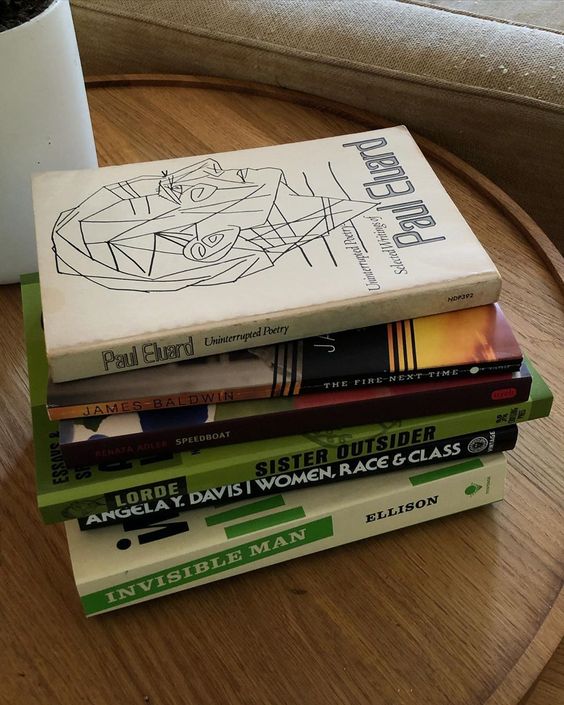 Paul Eluard
Selected Writings of
Uninterrupted Poetry
Paul Eluard Uninterrupted Poetry NDP392
JAMES BALDWIN THE FIRE NEXT TIME
RENATA ADLER SPEEDBOAT
ESSAYS &
LORDE SISTER OUTSIDER
ANGELA Y. DAVIS | WOMEN, RACE & CLASS
INVISIBLE MAN ELLISON